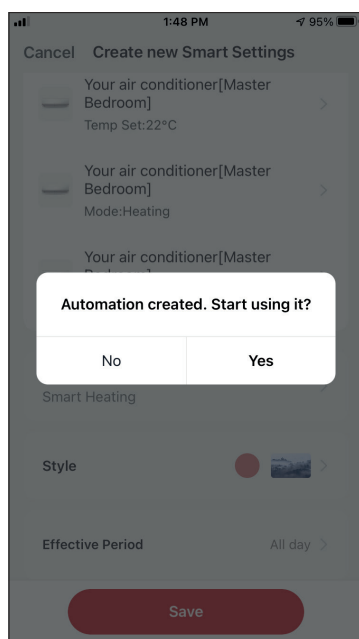 1:48 PM
95%
Cancel
Create new Smart Settings
Your air conditioner[Master
Bedroom]
Temp Set:22°C
Your air conditioner[Master
Bedroom]
Mode:Heating
Your air conditioner[Master
Automation created. Start using it?
No
Yes
Smart Heating
Style
Effective Period
All day
Save